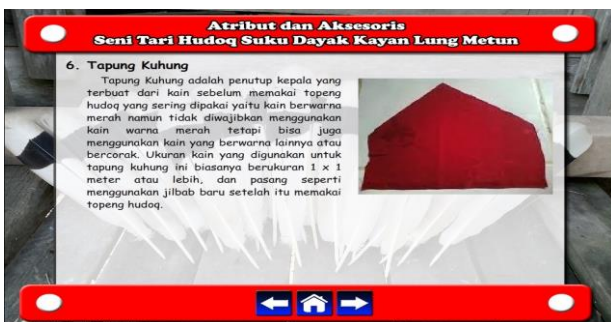 Atribut dan Aksesoris
Seni Tari Hudoq Suku Dayak Kayan Lung Metun
6. Tapung Kuhung
Tapung Kuhung adalah penutup kepala yang
terbuat dari kain sebelum memakai topeng
hudoq yang sering dipakai yaitu kain berwarna
merah namun tidak diwajibkan menggunakan
kain warna merah tetapi bisa juga
menggunakan kain yang berwarna lainnya atau
bercorak. Ukuran kain yang digunakan untuk
tapung kuhung ini biasanya berukuran 1 x 1
meter atau lebih, dan pasang seperti
menggunakan jilbab baru setelah itu memakai
topeng hudoq.